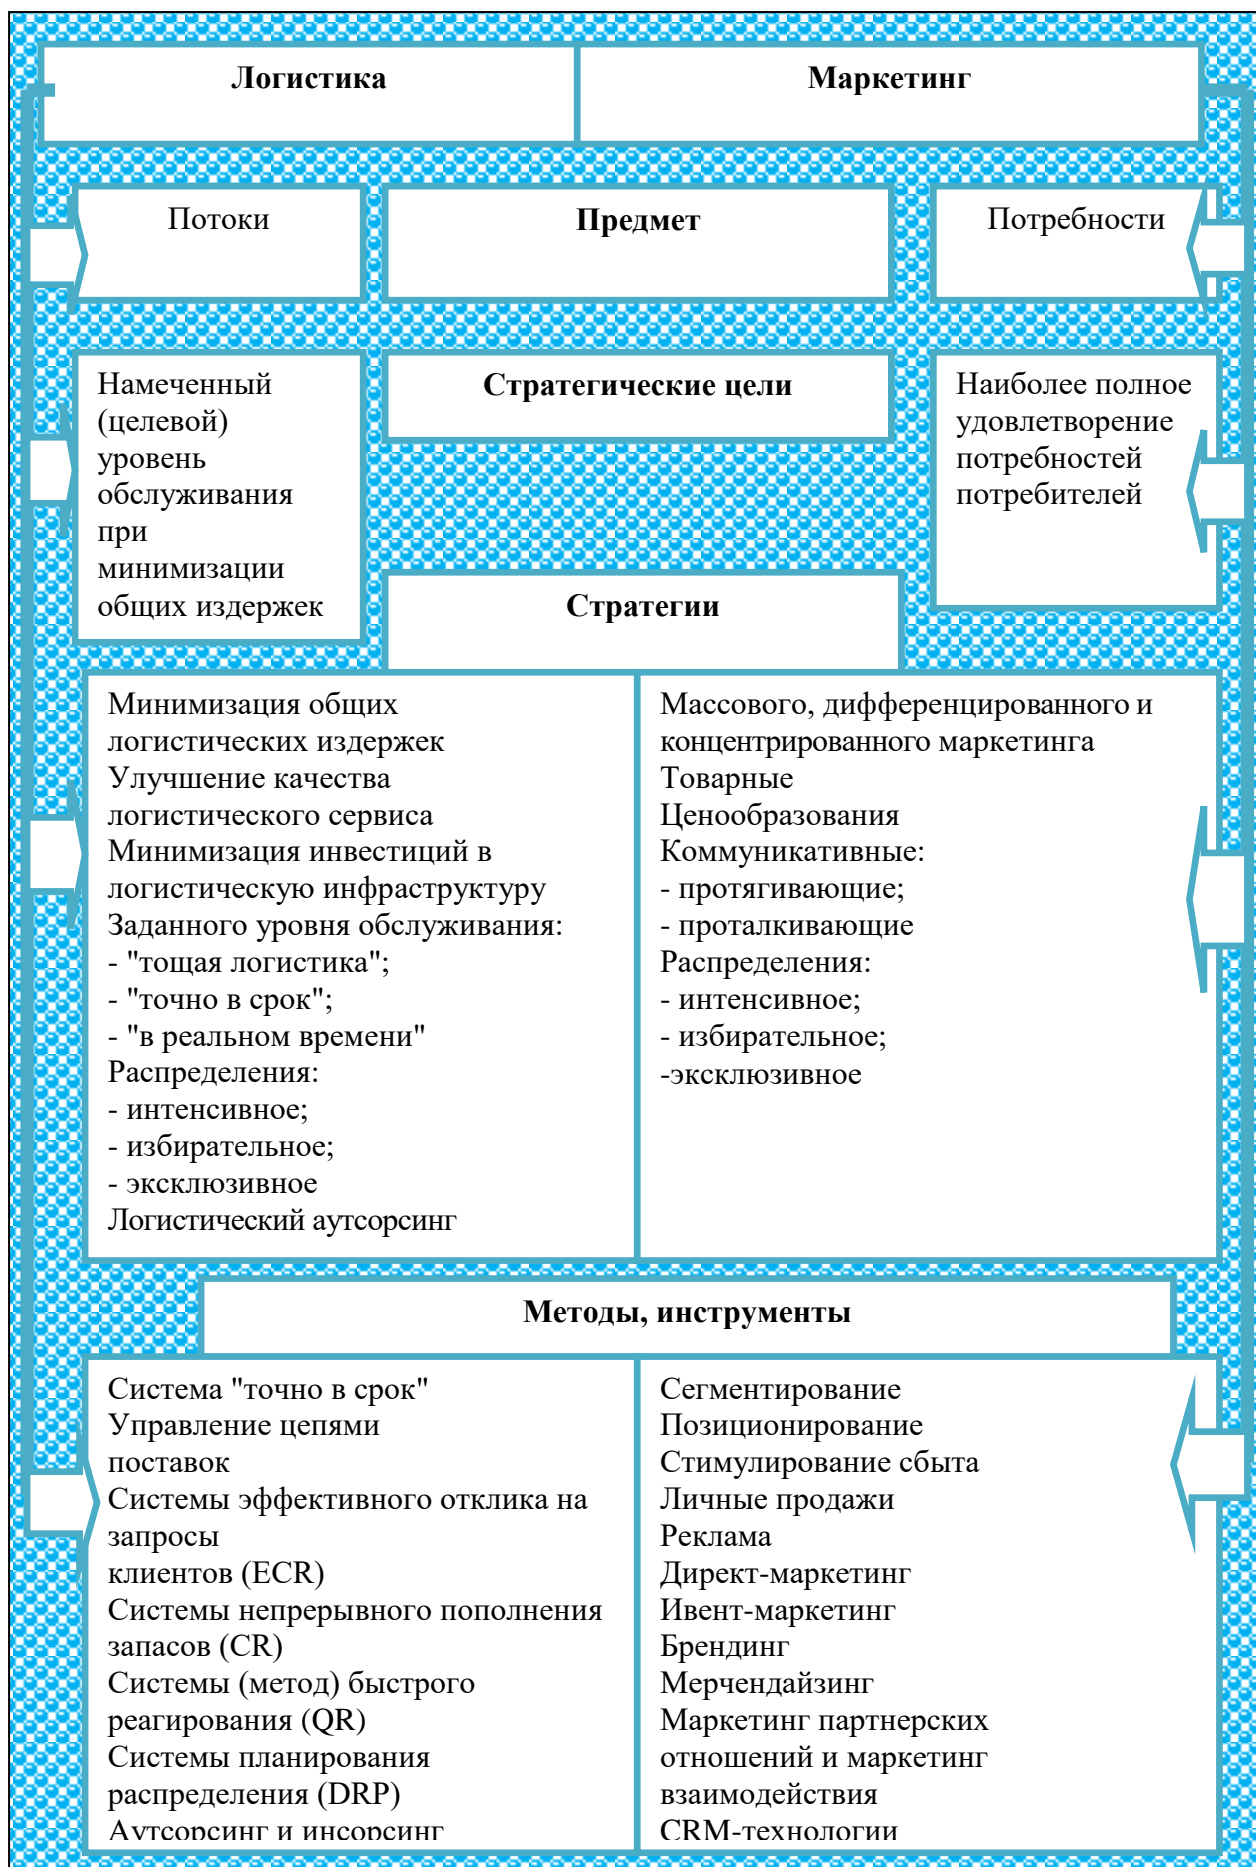 Логистика
Маркетинг
Потоки
Предмет
Потребности
Намеченный
(целевой)
уровень
обслуживания
при
минимизации
общих издержек
Стратегические цели
Наиболее полное
удовлетворение
потребностей
потребителей
Стратегии
Минимизация общих
логистических издержек
Улучшение качества
логистического сервиса
Минимизация инвестиций в
логистическую инфраструктуру
Заданного уровня обслуживания:
- "тощая логистика";
- "точно в срок";
- "в реальном времени"
Распределения:
- интенсивное;
- избирательное;
- эксклюзивное
Логистический аутсорсинг
Массового, дифференцированного и
концентрированного маркетинга
Товарные
Ценообразования
Коммуникативные:
- протягивающие;
- проталкивающие
Распределения:
- интенсивное;
- избирательное;
-эксклюзивное
Методы, инструменты
Система "точно в срок"
Управление цепями
поставок
Системы эффективного отклика на
запросы
клиентов (ECR)
Системы непрерывного пополнения
запасов (CR)
Системы (метод) быстрого
реагирования (QR)
Системы планирования
распределения (DRP)
Аутсорсинг и инсорсинг
Сегментирование
Позиционирование
Стимулирование сбыта
Личные продажи
Реклама
Директ-маркетинг
Ивент-маркетинг
Брендинг
Мерчендайзинг
Маркетинг партнерских
отношений и маркетинг
взаимодействия
CRM-технологии